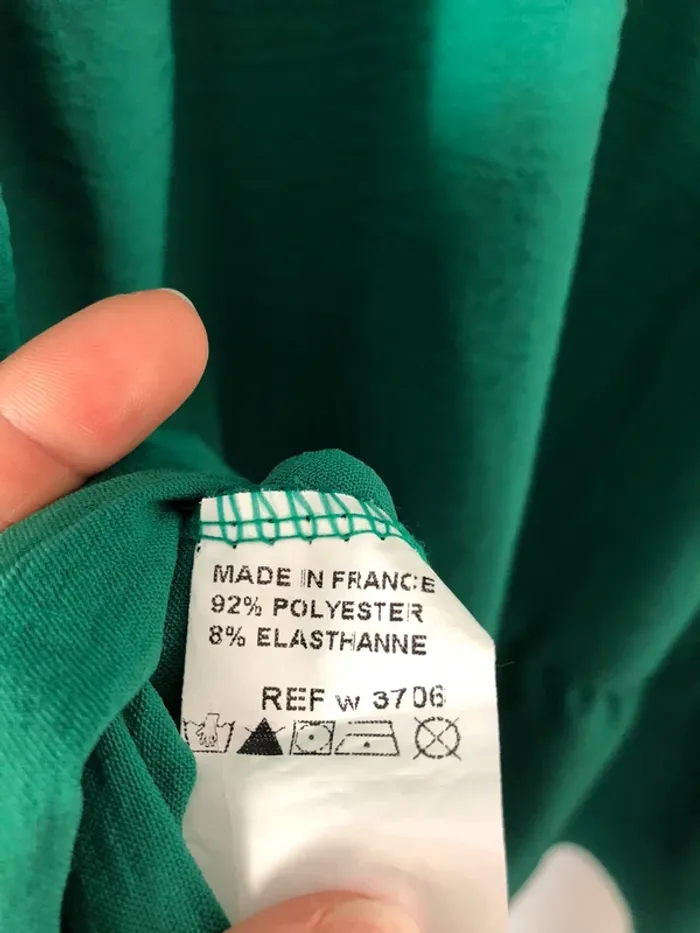 MADE IN FRANCE
92% POLYESTER
8% ELASTHANNE
REF w 3706